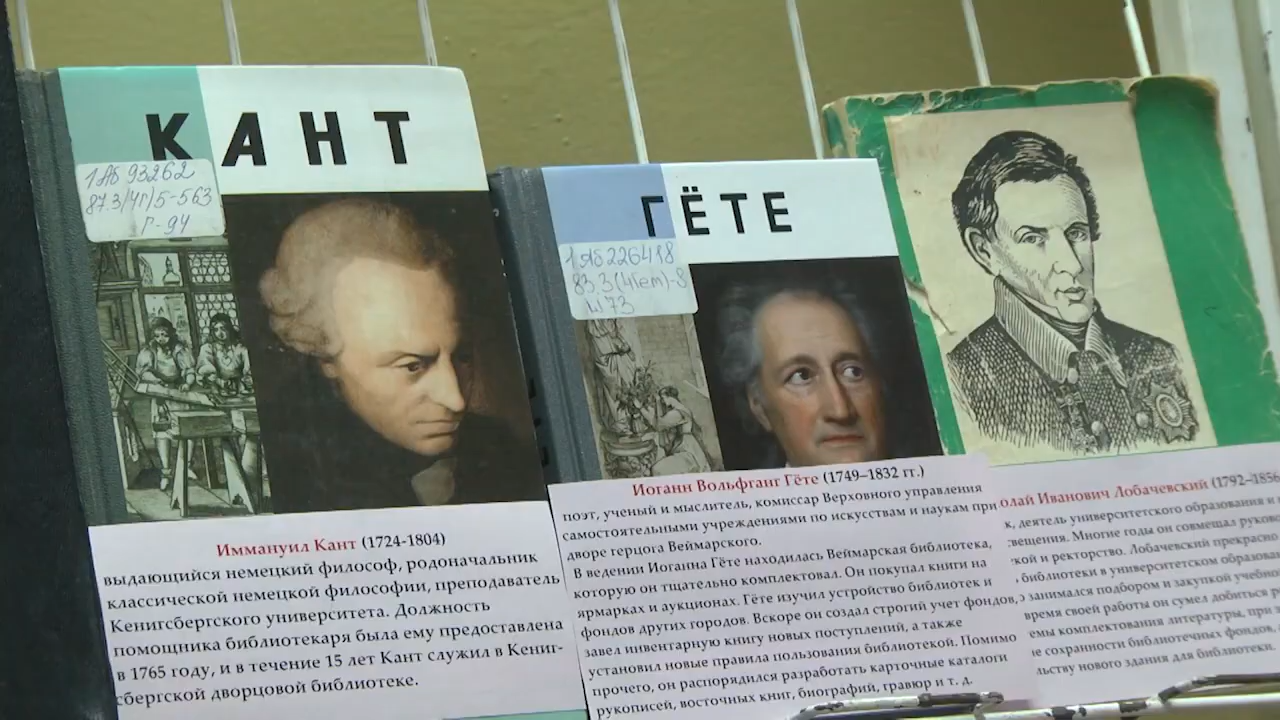 КАНТ
1 Аб 93262
87.3/4Г/5-563
Г-94
Иммануил Кант (1724-1804)
выдающийся немецкий философ, родоначальник
классической немецкой философии, преподаватель
Кенигсбергского университета. Должность
помощника библиотекаря была ему предоставлена
в 1765 году, и в течение 15 лет Кант служил в Кениг-
сбергской дворцовой библиотеке.
ГЁТЕ
1 Аб 226418
83.3(4Гем)-8
Иоганн Вольфганг Гёте (1749–1832 гг.)
поэт, ученый и мыслитель, комиссар Верховного управления
самостоятельными учреждениями по искусствам и наукам при
дворе герцога Веймарского.
В ведении Иоганна Гёте находилась Веймарская библиотека,
которую он тщательно комплектовал. Он покупал книги на
ярмарках и аукционах. Гёте изучил устройство библиотек и
фондов других городов. Вскоре он создал строгий учет фондов,
завел инвентарную книгу новых поступлений, а также
установил новые правила пользования библиотекой. Помимо
прочего, он распорядился разработать карточные каталоги
рукописей, восточных книг, биографий, гравюр и т. д.
олай Иванович Лобачевский (1792–1856
к, деятель университетского образования и
вещения. Многие годы он совмещал руково
кой и ректорство. Лобачевский прекрасно
библиотеки в университетском образован
занимался подбором и закупкой учебно
время своей работы он сумел добиться р
емы комплектования литературы, при
е сохранности библиотечных фондов,
льству нового здания для библиотеки.